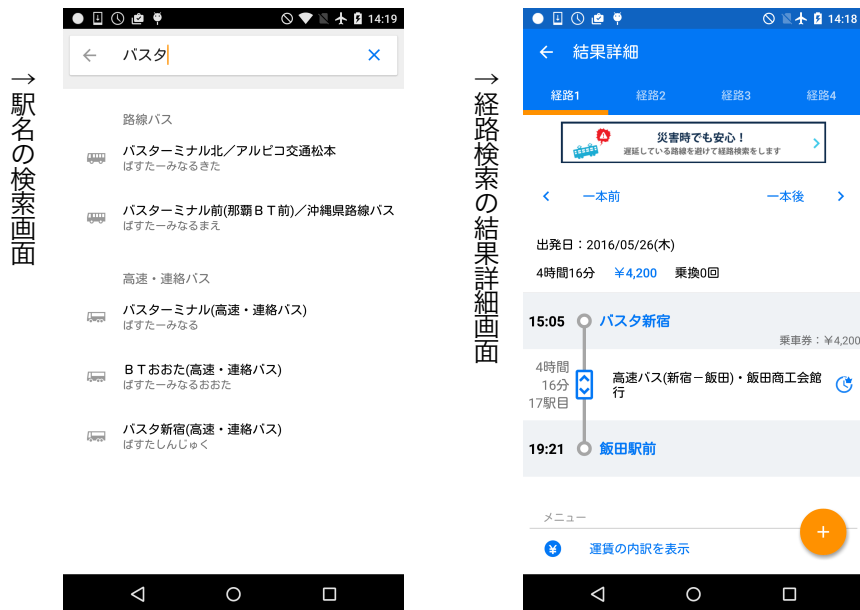 →駅名の検索画面
14:19
バスタ
路線バス
バスターミナル北／アルピコ交通松本
ばすたーみなるきた
バスターミナル前(那覇ＢＴ前)／沖縄県路線バス
ばすたーみなるまえ
高速・連絡バス
バスターミナル(高速・連絡バス)
ばすたーみなる
ＢＴおおた(高速・連絡バス)
ばすたーみなるおおた
バスタ新宿(高速・連絡バス)
ばすたしんじゅく
→経路検索の結果詳細画面
14:18
結果詳細
経路1 経路2 経路3 経路4
災害時でも安心！
遅延している路線を避けて経路検索をします
一本前 一本後
出発日：2016/05/26(木)
4時間16分 ￥4,200 乗換0回
15:05 バスタ新宿
乗車券：￥4,200
4時間
16分
17駅目
高速バス(新宿－飯田)・飯田商工会館
行
19:21 飯田駅前
メニュー
運賃の内訳を表示